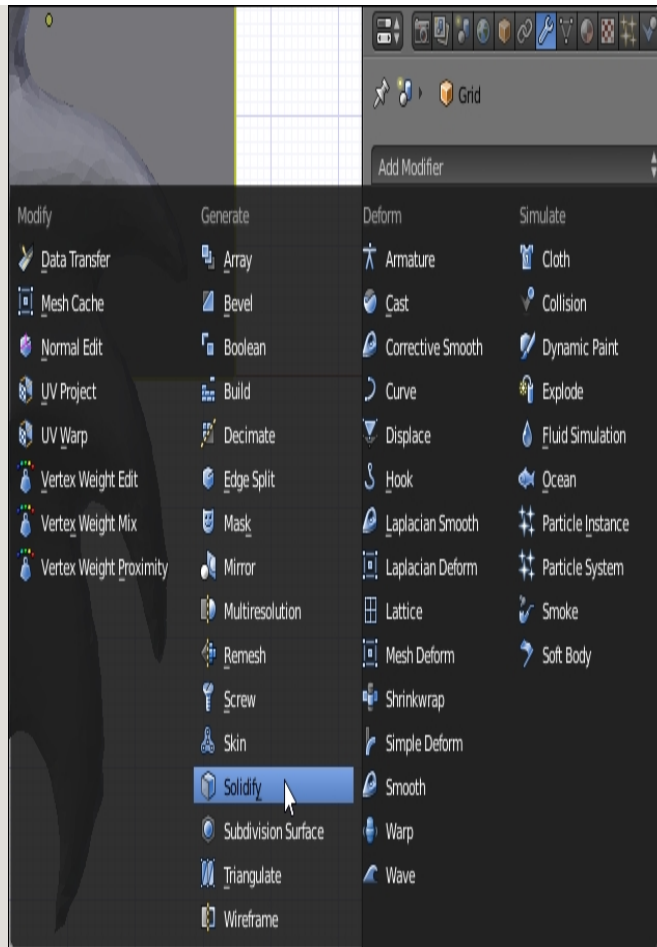 Grid
Add Modifier
Modify
Data Transfer
Mesh Cache
Normal Edit
UV Project
UV Warp
Vertex Weight Edit
Vertex Weight Mix
Vertex Weight Proximity
Generate
Array
Bevel
Boolean
Build
Decimate
Edge Split
Mask
Mirror
Multiresolution
Remesh
Screw
Skin
Solidify
Subdivision Surface
Triangulate
Wireframe
Deform
Armature
Cast
Corrective Smooth
Curve
Displace
Hook
Laplacian Smooth
Laplacian Deform
Lattice
Mesh Deform
Shrinkwrap
Simple Deform
Smooth
Warp
Wave
Simulate
Cloth
Collision
Dynamic Paint
Explode
Fluid Simulation
Ocean
Particle Instance
Particle System
Smoke
Soft Body